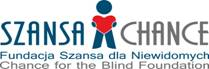 SZANSA CHANCE
Fundacja Szansa dla Niewidomych
Chance for the Blind Foundation